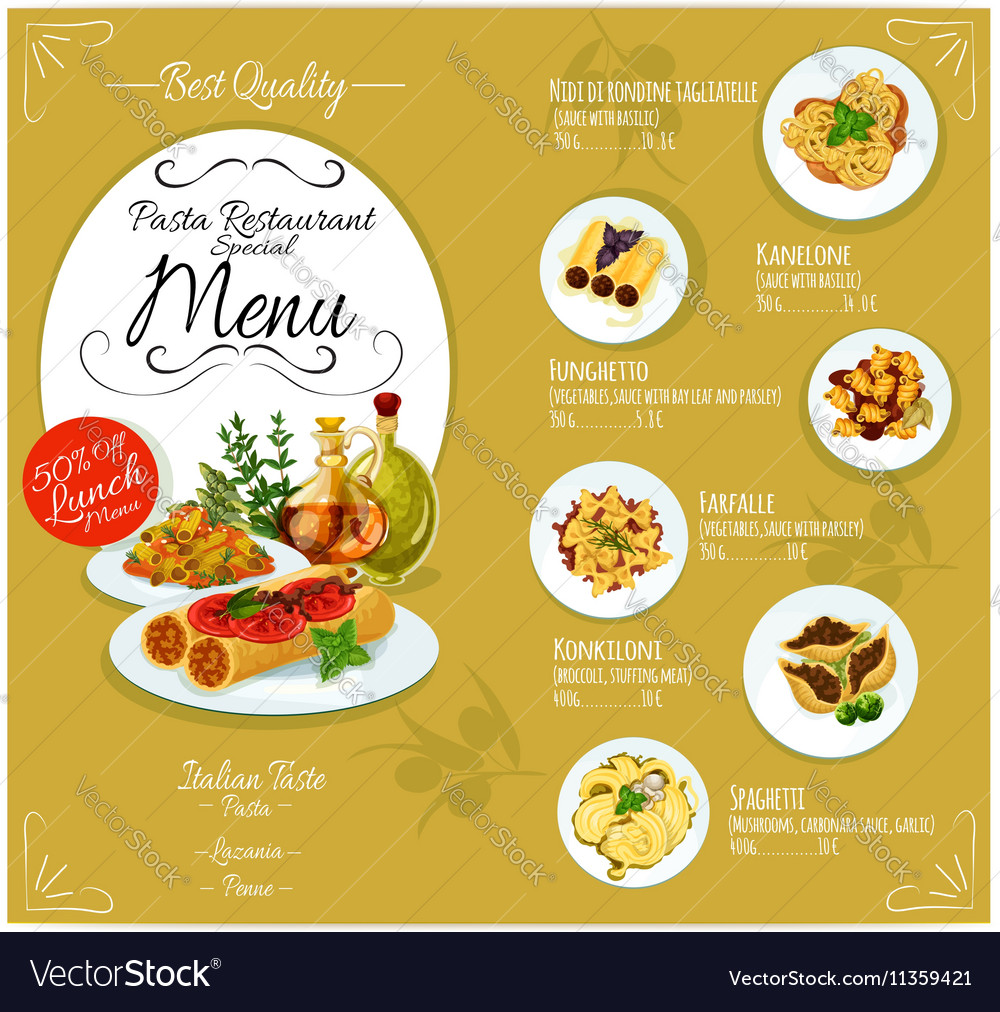 Best Quality
Pasta Restaurant
Special
Menu
50% Off
Lunch
Menu
Italian Taste
– Pasta –
–Lazania–
– Penne –
NIDI DI RONDINE TAGLIATELLE
(SAUCE WITH BASILIC)
350 G.............10.8 €
KANELONE
(SAUCE WITH BASILIC)
350 G.............14.0 €
FUNGHETTO
(VEGETABLES,SAUCE WITH BAY LEAF AND PARSLEY)
350 G.............5.8 €
FARFALLE
(VEGETABLES,SAUCE WITH PARSLEY)
350 G.............10 €
KONKILONI
(BROCCOLI, STUFFING MEAT)
400G.............10 €
SPAGHETTI
(MUSHROOMS, CARBONARA SAUCE, GARLIC)
400G.............10 €
VectorStock®
VectorStock.com/11359421